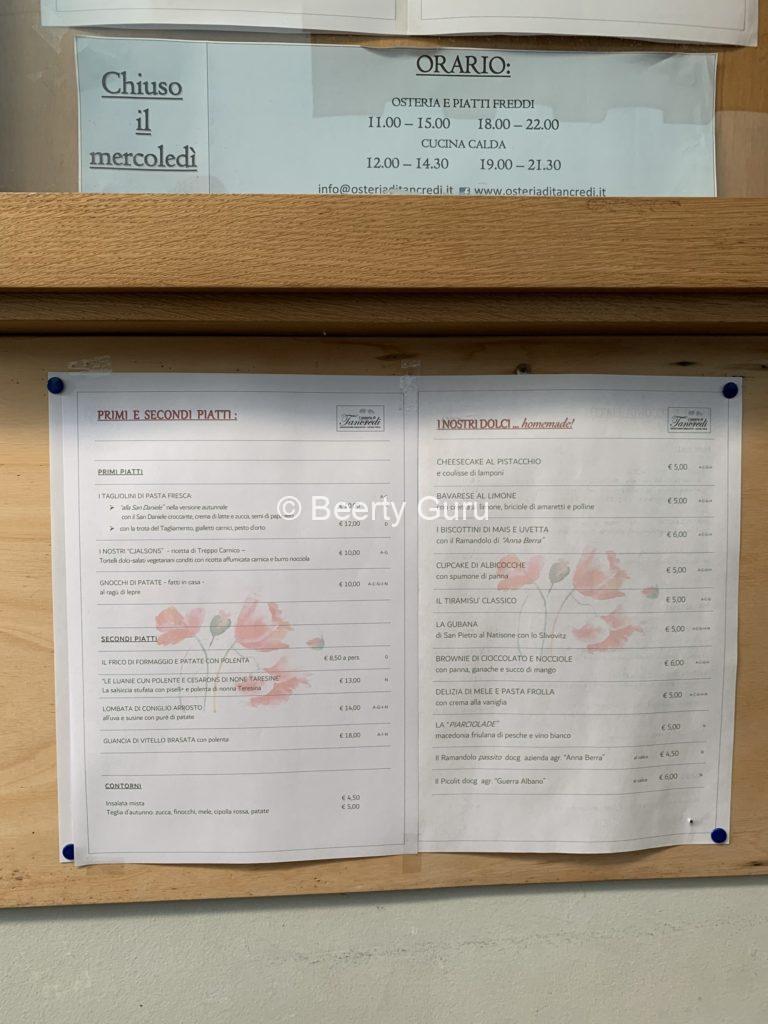 Chiuso
il
mercoledì
ORARIO:
OSTERIA E PIATTI FREDDI
11.00 – 15.00 18.00 – 22.00
CUCINA CALDA
12.00 – 14.30 19.00 – 21.30
info@osteriaditancredi.it www.osteriaditancredi.it
PRIMI E SECONDI PIATTI :
Tancredi
PRIMI PIATTI
I TAGLIOLINI DI PASTA FRESCA
"alla San Daniele" nella versione autunnale
con il San Daniele croccante, crema di latte e zucca, semi di
con la trota del Tagliamento, gialletti carnici, pesto d'orto € 12,00 D
I NOSTRI "CJALSONS" - ricetta di Treppo Carnico – € 10,00 A-G
Tortelli dolci-salati vegetariani conditi con ricotta affumicata carnica e burro nocciola
GNOCCHI DI PATATE - fatti in casa - € 10,00 A-C-G-I-N
al ragù di lepre
SECONDI PIATTI
IL FRICO DI FORMAGGIO E PATATE CON POLENTA € 8,50 a pers. G
"LE LUANIE CUN POLENTE E CESARONS DI NONE TARESINE" € 13,00 N
La salsiccia stufata con piselli e polenta di nonna Teresina
LOMBATA DI CONIGLIO ARROSTO € 14,00
all'uva e susine con purè di patate
GUANCIA DI VITELLO BRASATA con polenta € 18,00 A-I-N
CONTORNI
Insalata mista € 4,50
Teglia d'autunno: zucca, finocchi, mele, cipolla rossa, patate € 5,00
I NOSTRI DOLCI ... homemade!
Tancredi
CHEESECAKE AL PISTACCHIO € 5,00
e coulisse di lamponi
BAVARESE AL LIMONE € 5,00
limone, briciole di amaretti e polline
I BISCOTTINI DI MAIS E UVETTA € 6,00
con il Ramandolo di "Anna Berra"
CUPCAKE DI ALBICOCCHE € 5,00
con spumone di panna
IL TIRAMISU' CLASSICO € 5,00
LA GUBANA € 5,00
di San Pietro al Natisone con lo Slivovitz
BROWNIE DI CIOCCOLATO E NOCCIOLE € 6,00
con panna, ganache e succo di mango
DELIZIA DI MELE E PASTA FROLLA € 5,00
con crema alla vaniglia
LA "PIARCIOLADE" € 5,00
macedonia friulana di pesche e vino bianco
Il Ramandolo passito docg azienda agr. "Anna Berra" al calice € 4,50
Il Picolit docg agr. "Guerra Albano" al calice € 6,00
© Beerty Guru